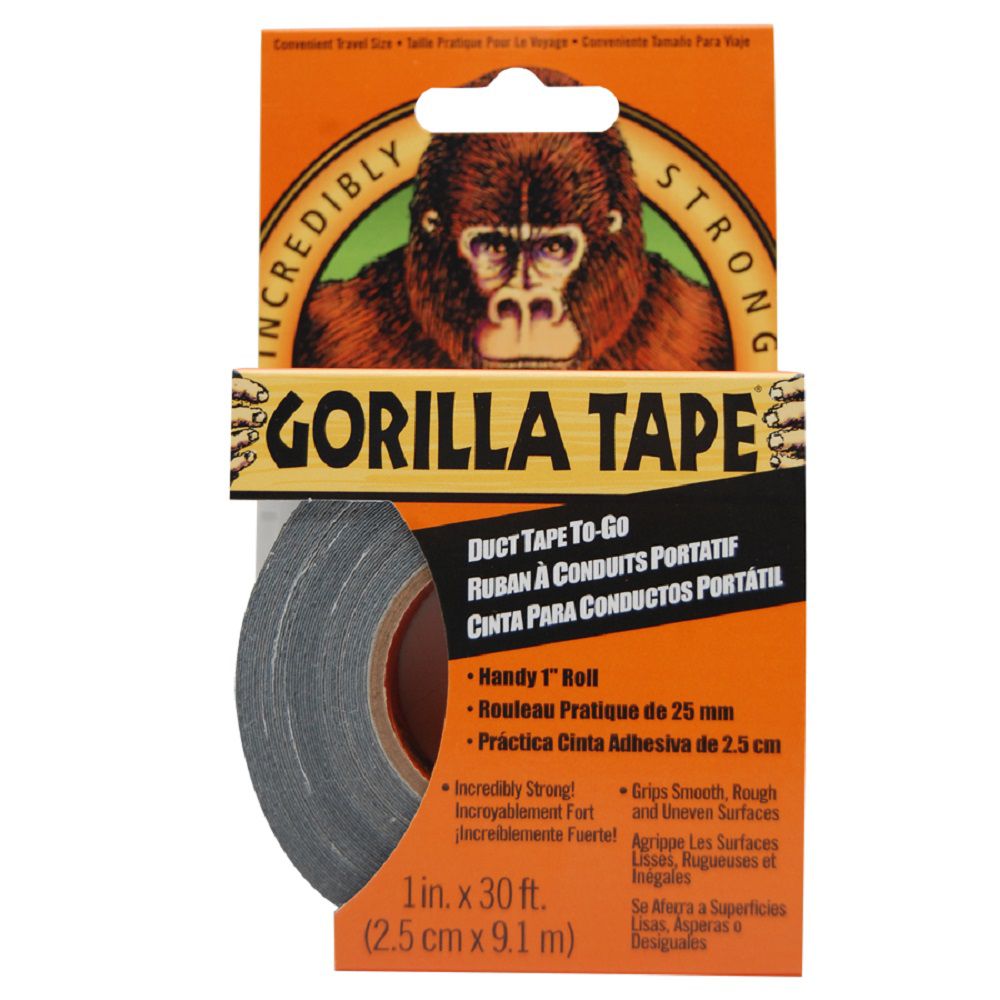 Convenient Travel Size • Taille Pratique Pour Le Voyage • Conveniente Tamaño Para Viaje
INCREDIBLY STRONG
GORILLA TAPE®
DUCT TAPE TO-GO
RUBAN À CONDUITS PORTATIF
CINTA PARA CONDUCTOS PORTÁTIL
• Handy 1" Roll
• Rouleau Pratique de 25 mm
• Práctica Cinta Adhesiva de 2.5 cm
• Incredibly Strong!
Incroyablement Fort
¡Increíblemente Fuerte!
• Grips Smooth, Rough
and Uneven Surfaces
Agrippe Les Surfaces
Lisses, Rugueuses et
Inégales
Se Aferra a Superficies
Lisas, Ásperas o
Desiguales
1 in. x 30 ft.
(2.5 cm x 9.1 m)